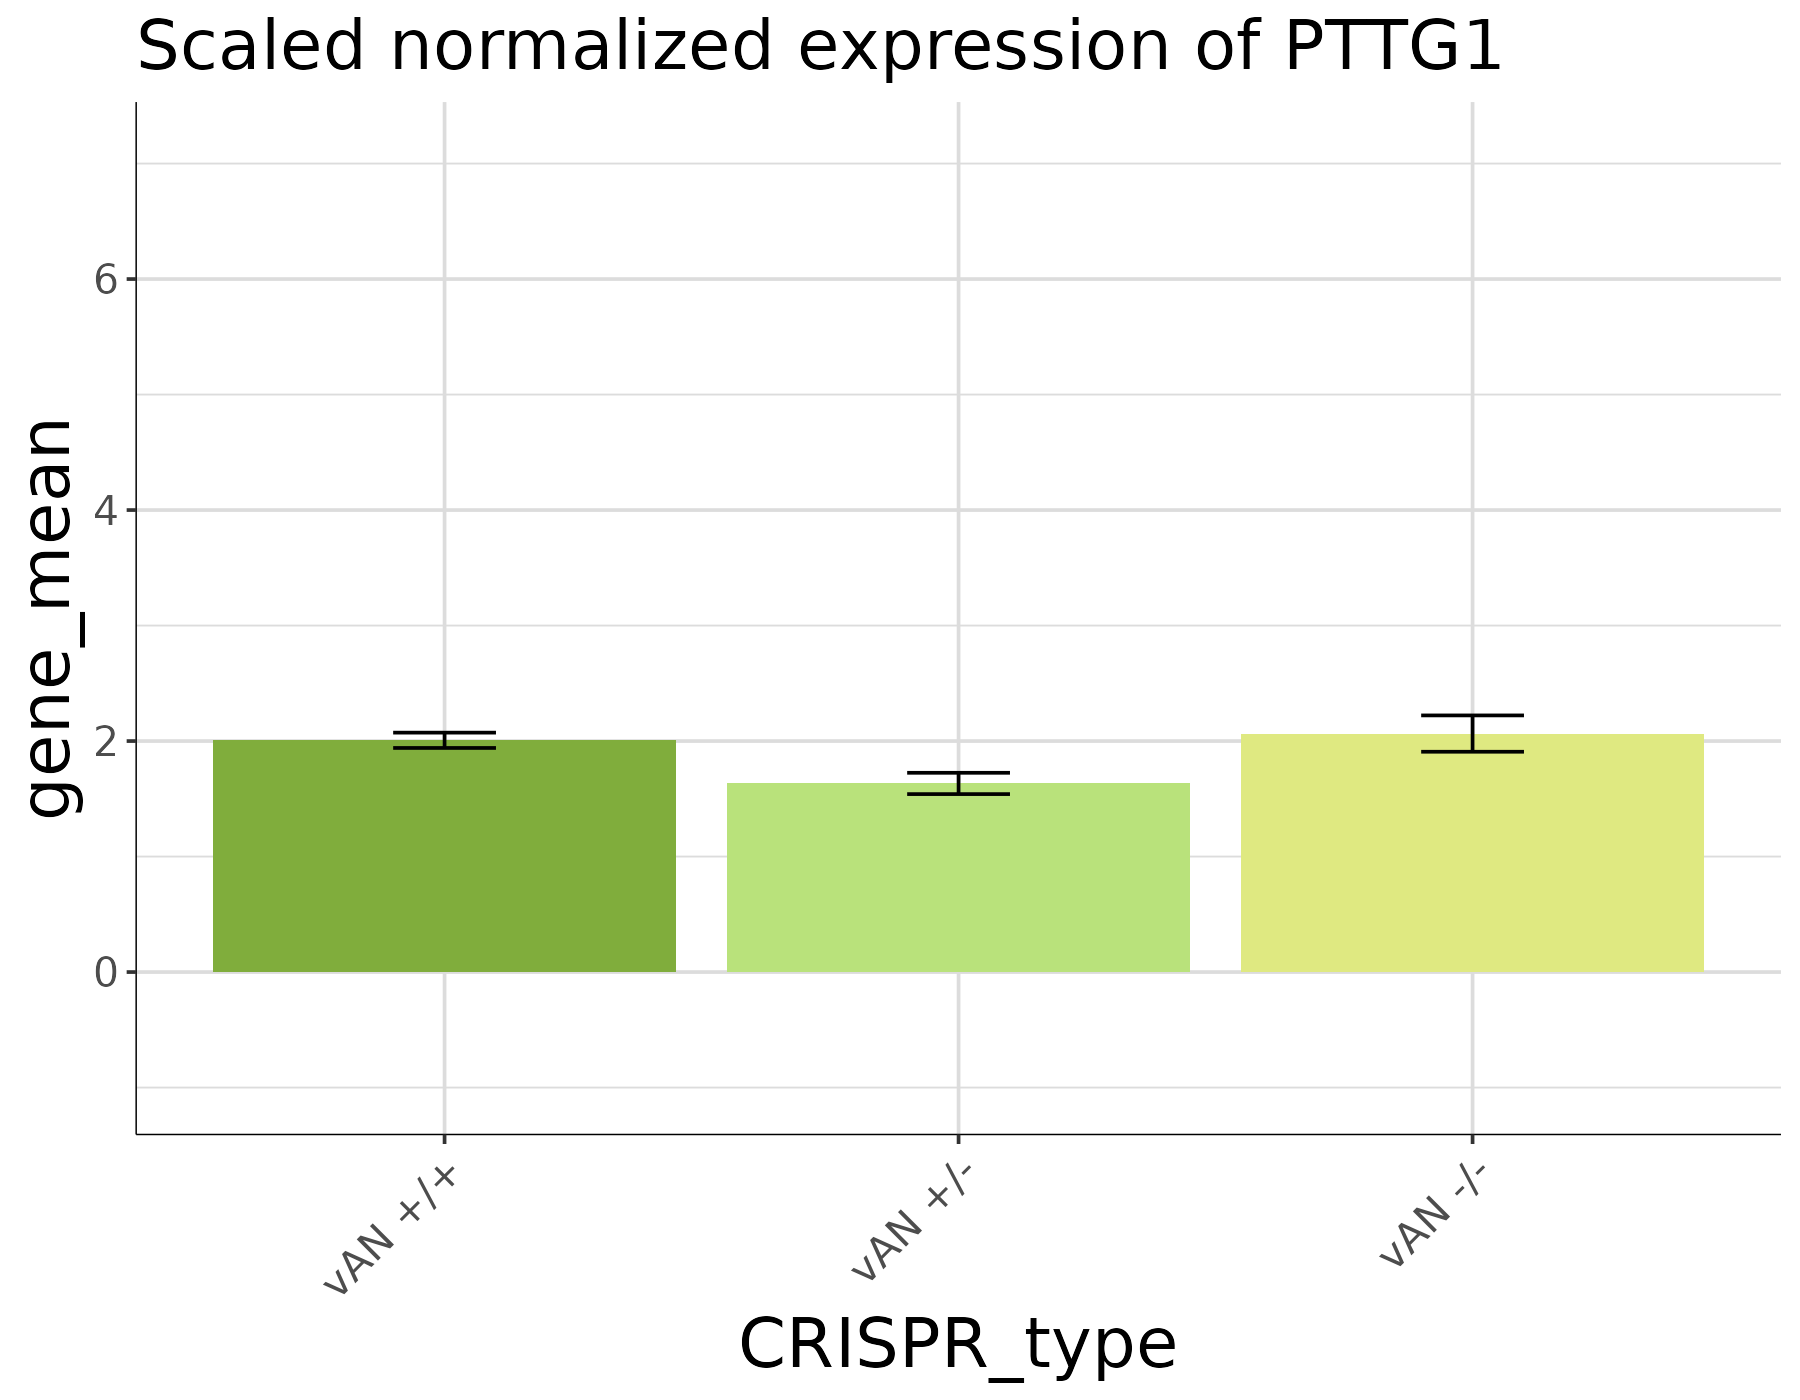 Scaled normalized expression of PTTG1
gene_mean
6
4
2
0
vAN +/+
vAN +/-
vAN -/-
CRISPR_type